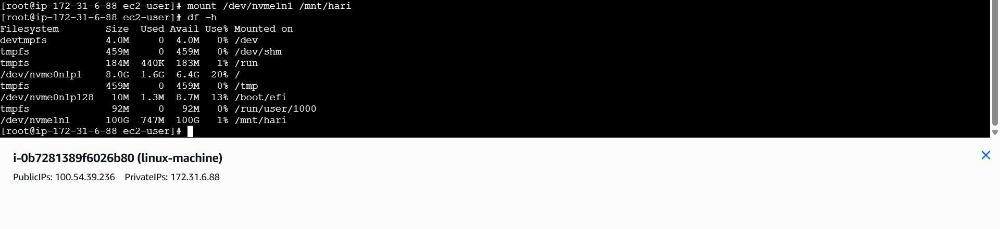 [root@ip-172-31-6-88 ec2-user]# mount /dev/nvme1n1 /mnt/hari
[root@ip-172-31-6-88 ec2-user]# df -h
Filesystem        Size  Used Avail Use% Mounted on
devtmpfs          4.0M     0  4.0M   0% /dev
tmpfs             459M     0  459M   0% /dev/shm
tmpfs             184M  440K  183M   1% /run
/dev/nvme0n1p1    8.0G  1.6G  6.4G  20% /
tmpfs             459M     0  459M   0% /tmp
/dev/nvme0n1p128   10M  1.3M  8.7M  13% /boot/efi
tmpfs              92M     0   92M   0% /run/user/1000
/dev/nvme1n1      100G  747M  100G   1% /mnt/hari
[root@ip-172-31-6-88 ec2-user]#
i-0b7281389f6026b80 (linux-machine)
PublicIPs: 100.54.39.236 PrivateIPs: 172.31.6.88